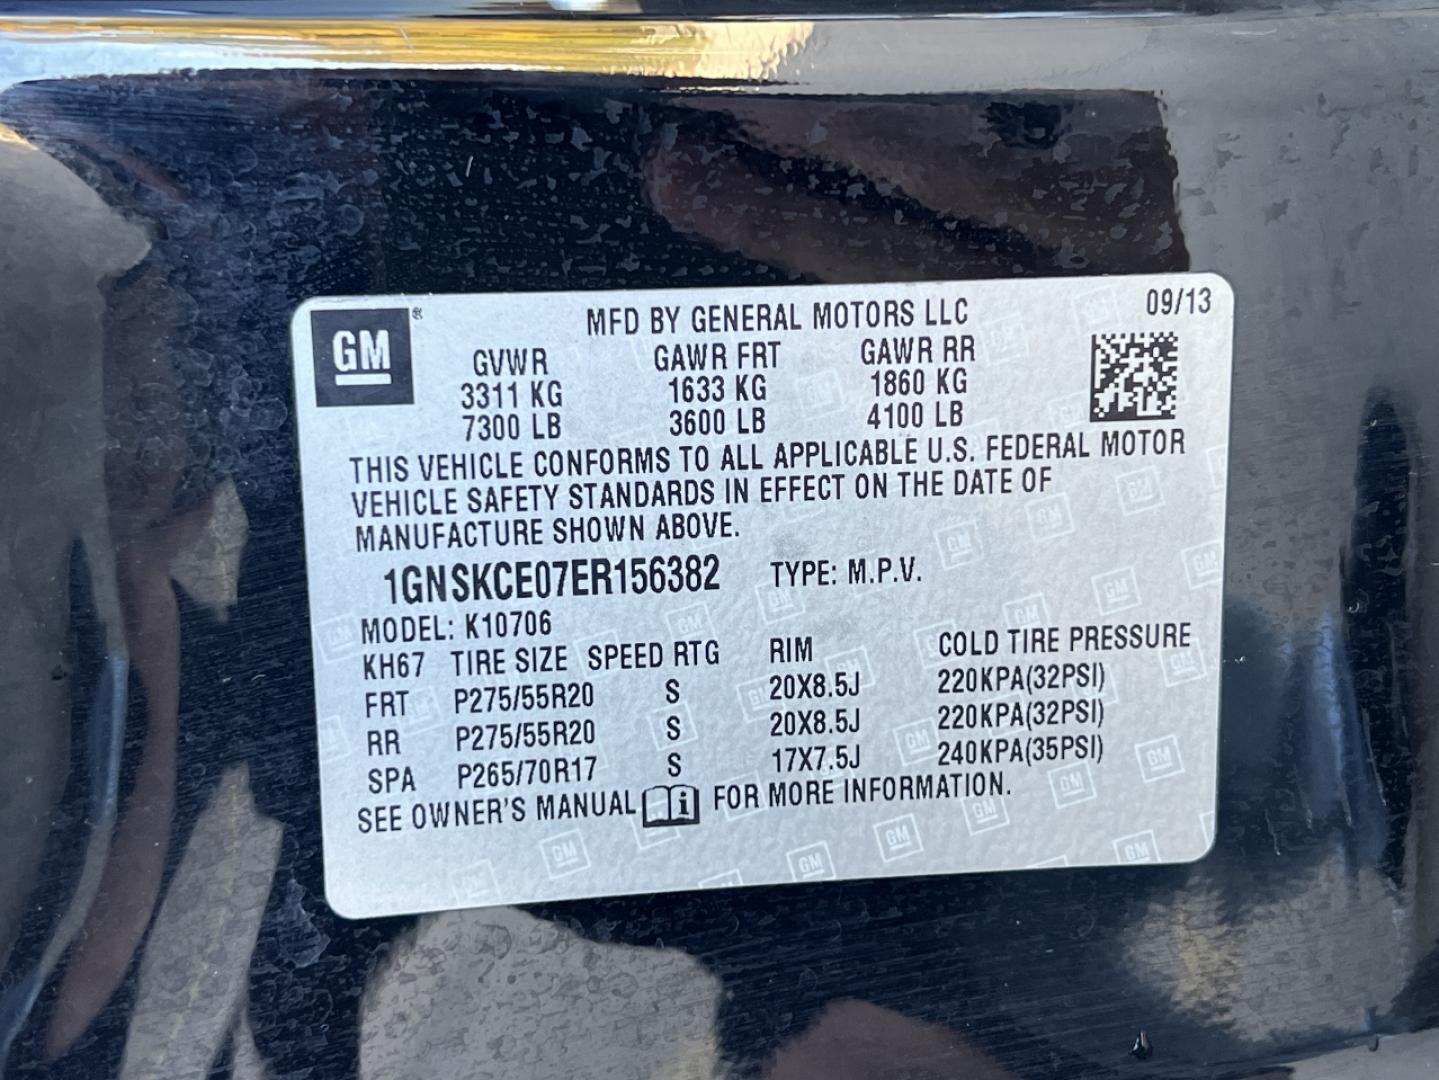 GM ® MFD BY GENERAL MOTORS LLC 09/13
GVWR GAWR FRT GAWR RR
3311 KG 1633 KG 1860 KG
7300 LB 3600 LB 4100 LB
THIS VEHICLE CONFORMS TO ALL APPLICABLE U.S. FEDERAL MOTOR
VEHICLE SAFETY STANDARDS IN EFFECT ON THE DATE OF
MANUFACTURE SHOWN ABOVE.
1GNSKCE07ER156382 TYPE: M.P.V.
MODEL: K10706
KH67 TIRE SIZE SPEED RTG RIM COLD TIRE PRESSURE
FRT P275/55R20 S 20X8.5J 220KPA(32PSI)
RR P275/55R20 S 20X8.5J 220KPA(32PSI)
SPA P265/70R17 S 17X7.5J 240KPA(35PSI)
SEE OWNER'S MANUAL i FOR MORE INFORMATION.